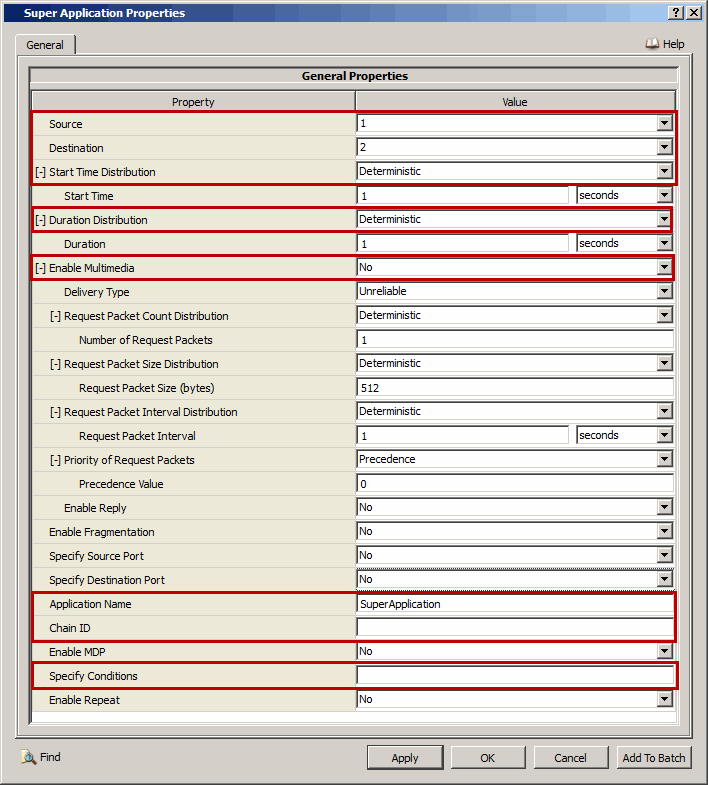 Super Application Properties
General
Help
General Properties
Property Value
Source 1
Destination 2
[-] Start Time Distribution Deterministic
Start Time 1 seconds
[-] Duration Distribution Deterministic
Duration 1 seconds
[-] Enable Multimedia No
Delivery Type Unreliable
[-] Request Packet Count Distribution Deterministic
Number of Request Packets 1
[-] Request Packet Size Distribution Deterministic
Request Packet Size (bytes) 512
[-] Request Packet Interval Distribution Deterministic
Request Packet Interval 1 seconds
[-] Priority of Request Packets Precedence
Precedence Value 0
Enable Reply No
Enable Fragmentation No
Specify Source Port No
Specify Destination Port No
Application Name SuperApplication
Chain ID
Enable MDP No
Specify Conditions
Enable Repeat No
Find Apply OK Cancel Add To Batch